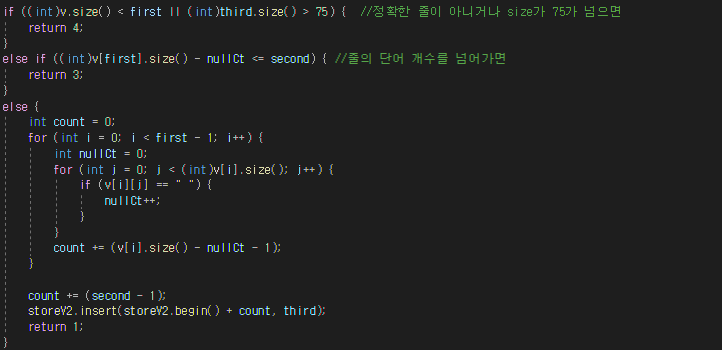 if ((int)v.size() < first || (int)third.size() > 75) {  //정확한 줄이 아니거나 size가 75가 넘으면
    return 4;
}
else if ((int)v[first].size() - nullCt <= second) { //줄의 단어 개수를 넘어가면
    return 3;
}
else {
    int count = 0;
    for (int i = 0; i < first - 1; i++) {
        int nullCt = 0;
        for (int j = 0; j < (int)v[i].size(); j++) {
            if (v[i][j] == " ") {
                nullCt++;
            }
        }
        count += (v[i].size() - nullCt - 1);
    }

    count += (second - 1);
    storeV2.insert(storeV2.begin() + count, third);
    return 1;
}